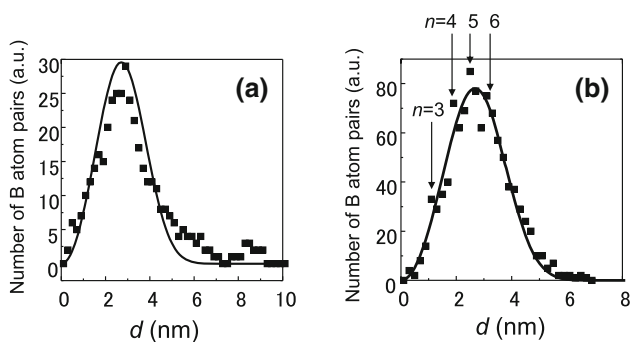 n=4 5 6
(a)
(b)
n=3
Number of B atom pairs (a.u.)
30
25
20
15
10
5
0
0 2 4 6 8 10
d (nm)
Number of B atom pairs (a.u.)
80
60
40
20
0
0 2 4 6 8
d (nm)